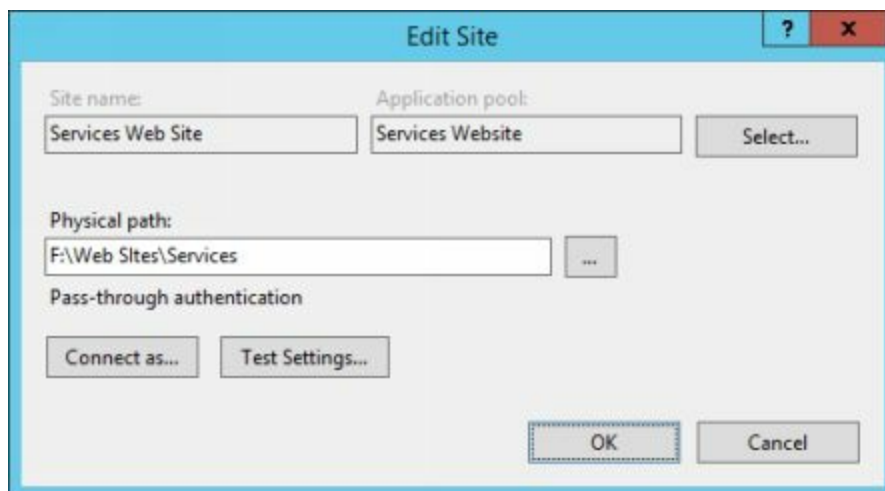 Edit Site
?
x
Site name:
Application pool:
Services Web Site
Services Website
Select...
Physical path:
F:\Web SItes\Services
...
Pass-through authentication
Connect as...
Test Settings...
OK
Cancel